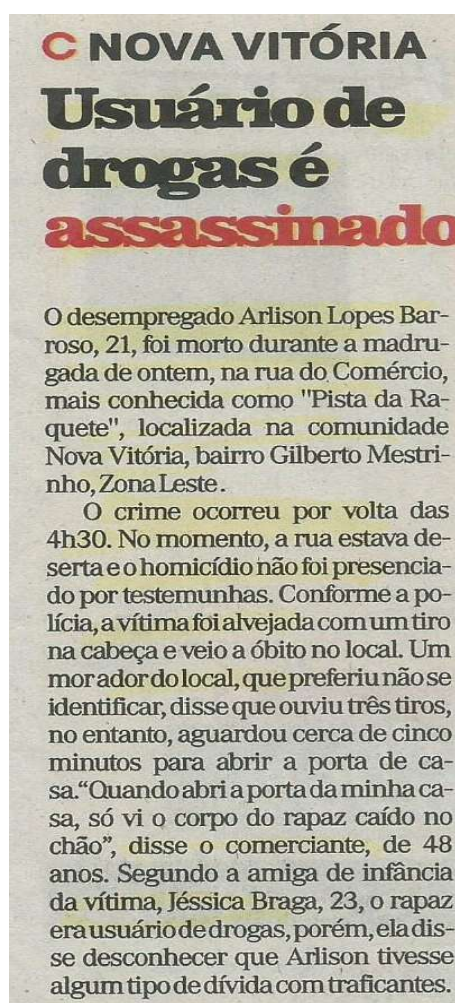 C NOVA VITÓRIA
Usuário de
drogas é
assassinado
O desempregado Arlison Lopes Bar-
roso, 21, foi morto durante a madru-
gada de ontem, na rua do Comércio,
mais conhecida como "Pista da Ra-
quete", localizada na comunidade
Nova Vitória, bairro Gilberto Mestri-
nho, Zona Leste.
O crime ocorreu por volta das
4h30. No momento, a rua estava de-
serta e o homicídio não foi presencia-
do por testemunhas. Conforme a po-
lícia, a vítima foi alvejada com um tiro
na cabeça e veio a óbito no local. Um
mor ador do local, que preferiu não se
identificar, disse que ouviu três tiros,
no entanto, aguardou cerca de cinco
minutos para abrir a porta de ca-
sa.“Quando abri a porta da minha ca-
sa, só vi o corpo do rapaz caído no
chão”, disse o comerciante, de 48
anos. Segundo a amiga de infância
da vítima, Jéssica Braga, 23, o rapaz
era usuário de drogas, porém, ela dis-
se desconhecer que Arlison tivesse
algum tipo de dívida com traficantes.